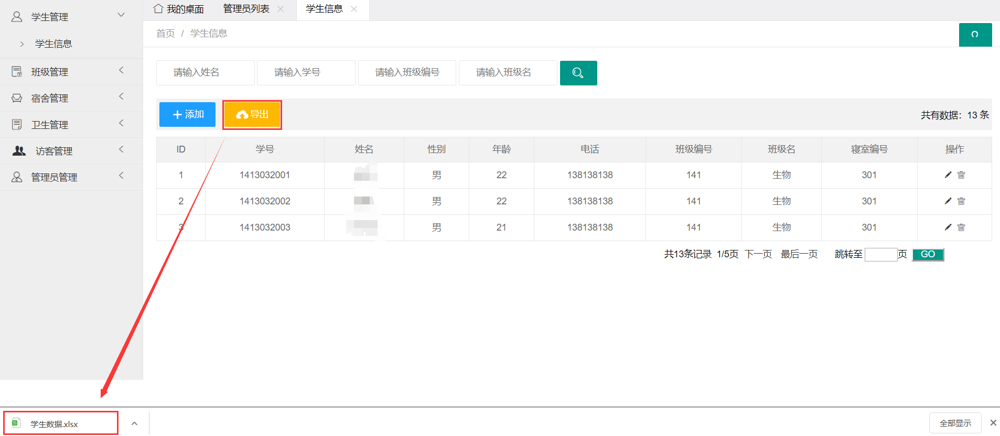 学生管理
学生信息
班级管理
宿舍管理
卫生管理
访客管理
管理员管理
我的桌面 管理员列表 学生信息
首页 / 学生信息
请输入姓名 请输入学号 请输入班级编号 请输入班级名
添加 导出 共有数据：13 条
ID 学号 姓名 性别 年龄 电话 班级编号 班级名 寝室编号 操作
1 1413032001 男 22 138138138 141 生物 301
2 1413032002 男 22 138138138 141 生物 301
3 1413032003 男 21 138138138 141 生物 301
共13条记录 1/5页 下一页 最后一页 跳转至 页 GO
学生数据.xlsx 全部显示